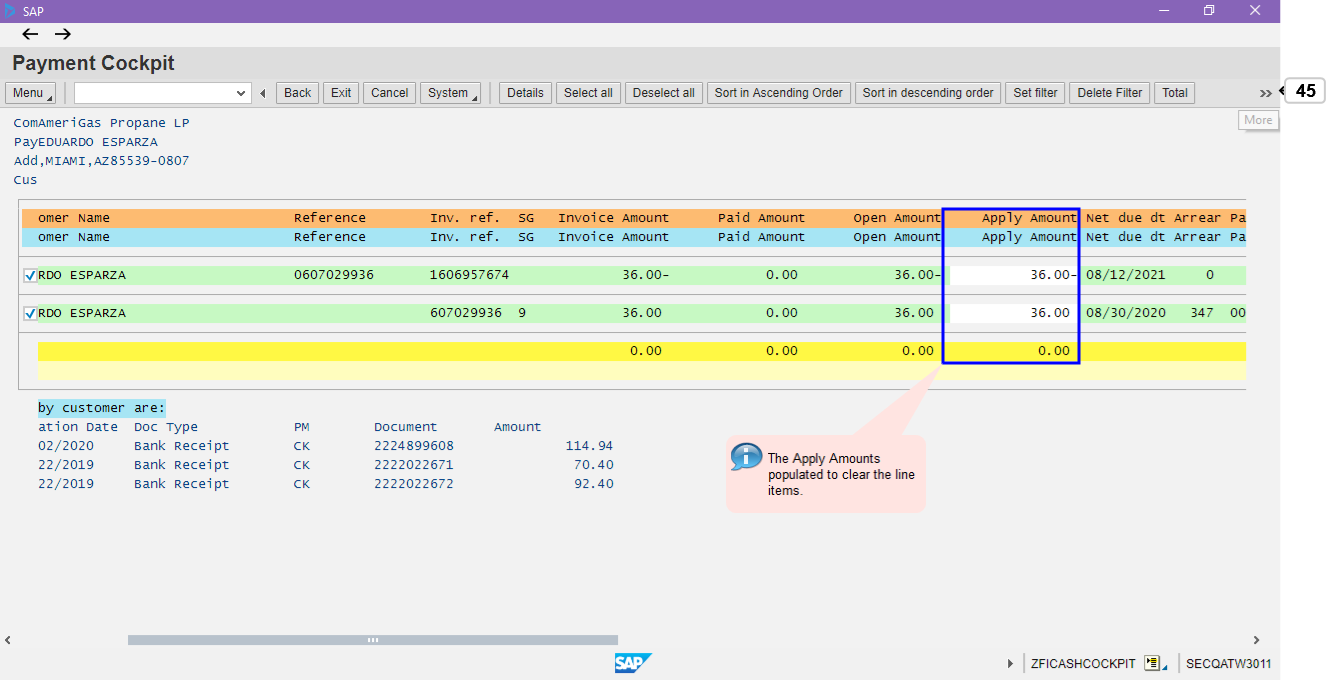 SAP
Payment Cockpit
Menu Back Exit Cancel System Details Select all Deselect all Sort in Ascending Order Sort in descending order Set filter Delete Filter Total 45
More
ComAmeriGas Propane LP
PayEDUARDO ESPARZA
Add,MIAMI,AZ85539-0807
Cus
omer Name Reference Inv. ref. SG Invoice Amount Paid Amount Open Amount Apply Amount Net due dt Arrear Pa
omer Name Reference Inv. ref. SG Invoice Amount Paid Amount Open Amount Apply Amount Net due dt Arrear Pa
RDO ESPARZA 0607029936 1606957674 36.00- 0.00 36.00- 36.00- 08/12/2021 0
RDO ESPARZA 607029936 9 36.00 0.00 36.00 36.00 08/30/2020 347 00
0.00 0.00 0.00 0.00
by customer are:
ation Date Doc Type PM Document Amount
02/2020 Bank Receipt CK 2224899608 114.94
22/2019 Bank Receipt CK 2222022671 70.40
22/2019 Bank Receipt CK 2222022672 92.40
The Apply Amounts
populated to clear the line
items.
SAP ZFICASHCOCKPIT SECQATW3011